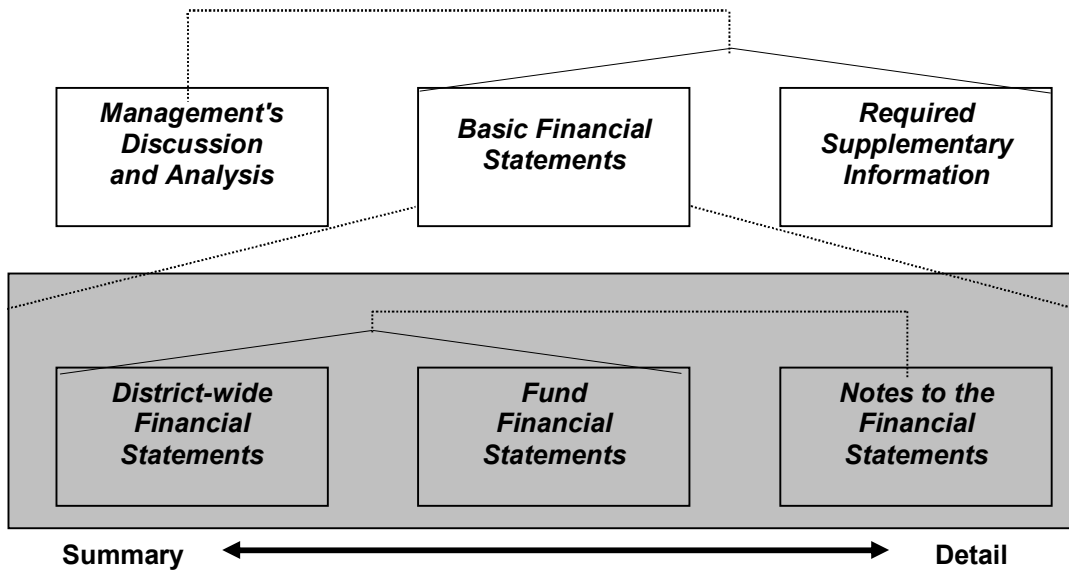 Management's
Discussion
and Analysis
Basic Financial
Statements
Required
Supplementary
Information
District-wide
Financial
Statements
Fund
Financial
Statements
Notes to the
Financial
Statements
Summary
Detail